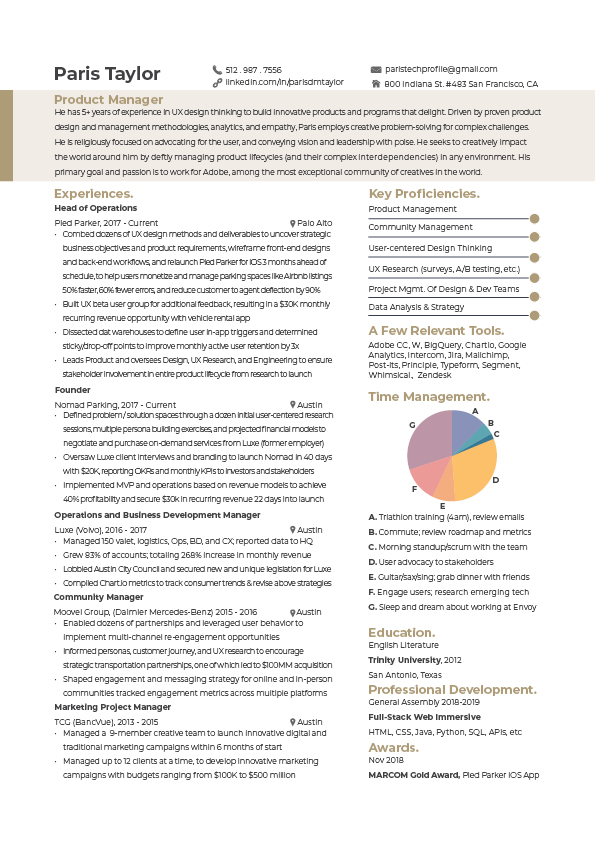 Paris Taylor
512 . 987 . 7556
linkedin.com/in/parisdmtaylor
paristechprofile@gmail.com
800 Indiana St. #483 San Francisco, CA
Product Manager
He has 5+ years of experience in UX design thinking to build innovative products and programs that delight. Driven by proven product
design and management methodologies, analytics, and empathy, Paris employs creative problem-solving for complex challenges.
He is religiously focused on advocating for the user, and conveying vision and leadership with poise. He seeks to creatively impact
the world around him by deftly managing product lifecycles (and their complex interdependencies) in any environment. His
primary goal and passion is to work for Adobe, among the most exceptional community of creatives in the world.
Experiences.
Head of Operations
Pied Parker, 2017 - Current Palo Alto
· Combed dozens of UX design methods and deliverables to uncover strategic
business objectives and product requirements, wireframe front-end designs
and back-end workflows, and relaunch Pied Parker for iOS 3 months ahead of
schedule, to help users monetize and manage parking spaces like Airbnb listings
50% faster, 60% fewer errors, and reduce customer to agent deflection by 90%
· Built UX beta user group for additional feedback, resulting in a $30K monthly
recurring revenue opportunity with vehicle rental app
· Dissected dat warehouses to define user in-app triggers and determined
sticky/drop-off points to improve monthly active user retention by 3x
· Leads Product and oversees Design, UX Research, and Engineering to ensure
stakeholder involvement in entire product lifecycle from research to launch
Founder
Nomad Parking, 2017 - Current Austin
· Defined problem / solution spaces through a dozen initial user-centered research
sessions, multiple persona building exercises, and projected financial models to
negotiate and purchase on-demand services from Luxe (former employer)
· Oversaw Luxe client interviews and branding to launch Nomad in 40 days
with $20K, reporting OKRs and monthly KPIs to investors and stakeholders
· Implemented MVP and operations based on revenue models to achieve
40% profitability and secure $30k in recurring revenue 22 days into launch
Operations and Business Development Manager
Luxe (Volvo), 2016 - 2017 Austin
· Managed 150 valet, logistics, Ops, BD, and CX; reported data to HQ
· Grew 83% of accounts; totaling 268% increase in monthly revenue
· Lobbied Austin City Council and secured new and unique legislation for Luxe
· Compiled Chart.io metrics to track consumer trends & revise above strategies
Community Manager
Moovel Group, (Daimler Mercedes-Benz) 2015 - 2016 Austin
· Enabled dozens of partnerships and leveraged user behavior to
implement multi-channel re-engagement opportunities
· Informed personas, customer journey, and UX research to encourage
strategic transportation partnerships, one of which led to $100MM acquisition
· Shaped engagement and messaging strategy for online and in-person
communities tracked engagement metrics across multiple platforms
Marketing Project Manager
TCG (BancVue), 2013 - 2015 Austin
· Managed a 9-member creative team to launch innovative digital and
traditional marketing campaigns within 6 months of start
· Managed up to 12 clients at a time, to develop innovative marketing
campaigns with budgets ranging from $100K to $500 million
Key Proficiencies.
Product Management
Community Management
User-centered Design Thinking
UX Research (surveys, A/B testing, etc.)
Project Mgmt. Of Design & Dev Teams
Data Analysis & Strategy
A Few Relevant Tools.
Adobe CC, W, BigQuery, Chartio, Google
Analytics, Intercom, Jira, Mailchimp,
Post-its, Principle, Typeform, Segment,
Whimsical., Zendesk
Time Management.
A
B
C
D
E
F
G
A. Triathlon training (4am), review emails
B. Commute; review roadmap and metrics
C. Morning standup/scrum with the team
D. User advocacy to stakeholders
E. Guitar/sax/sing; grab dinner with friends
F. Engage users; research emerging tech
G. Sleep and dream about working at Envoy
Education.
English Literature
Trinity University, 2012
San Antonio, Texas
Professional Development.
General Assembly 2018-2019
Full-Stack Web Immersive
HTML, CSS, Java, Python, SQL, APIs, etc
Awards.
Nov 2018
MARCOM Gold Award, Pied Parker iOS App